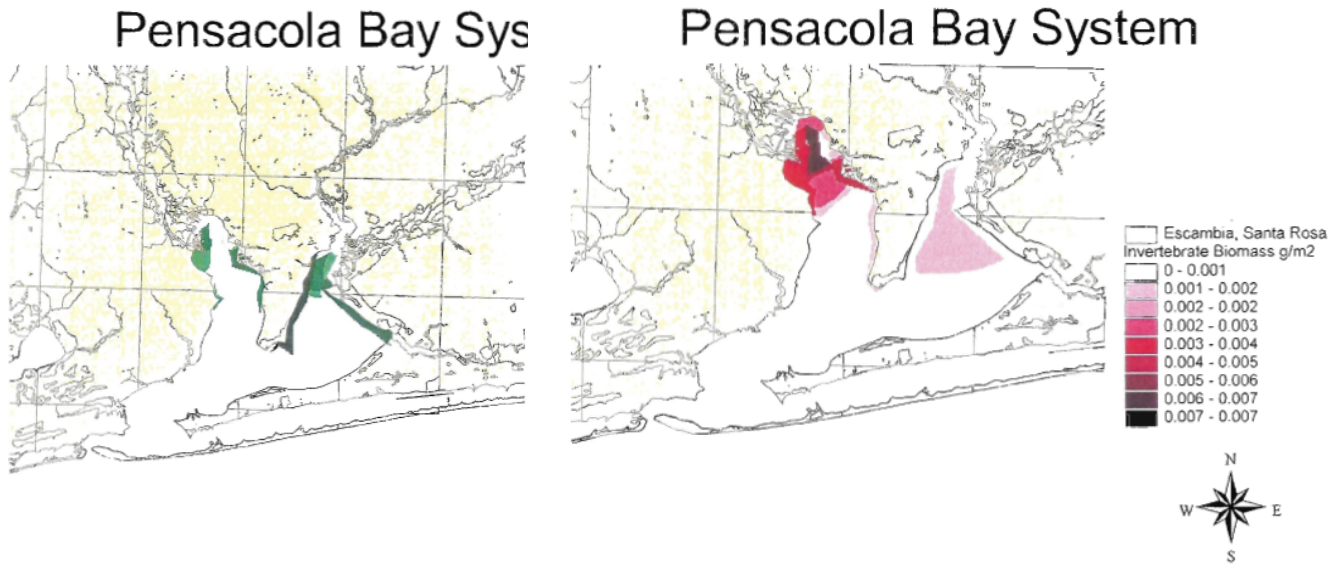 Pensacola Bay Sys
Pensacola Bay System
Escambia, Santa Rosa
Invertebrate Biomass g/m2
0 - 0.001
0.001 - 0.002
0.002 - 0.002
0.002 - 0.003
0.003 - 0.004
0.004 - 0.005
0.005 - 0.006
0.006 - 0.007
0.007 - 0.007
N
W E
S